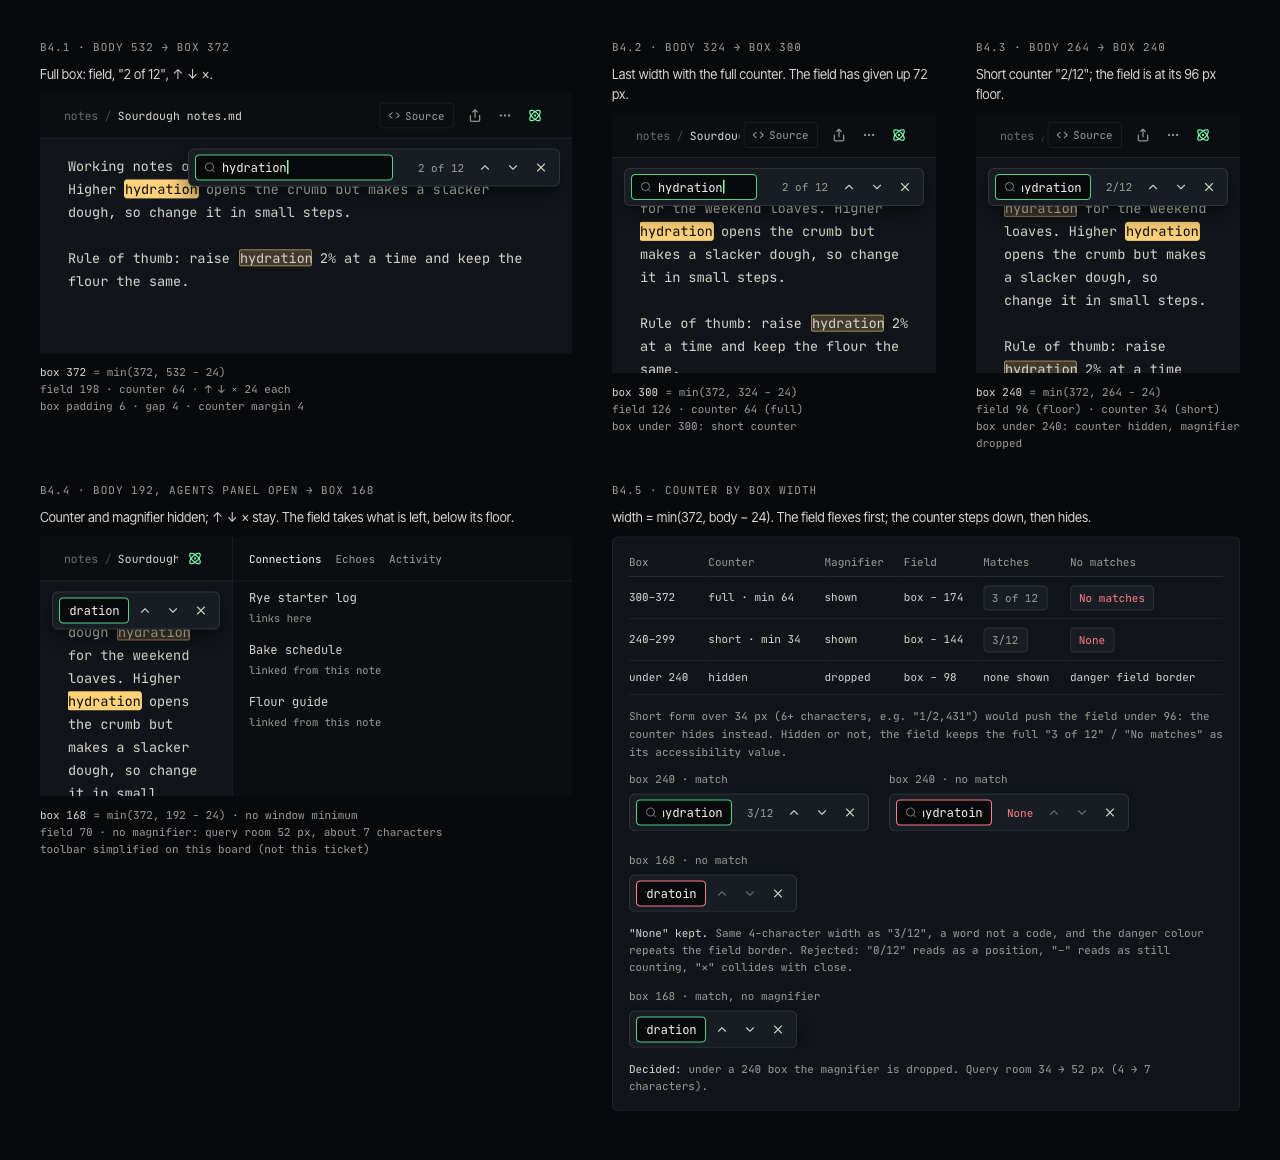 B4.1 · BODY 532 → BOX 372
Full box: field, "2 of 12", ↑ ↓ ×.
notes / Sourdough notes.md
<> Source
Working notes o
hydration
2 of 12
Higher hydration opens the crumb but makes a slacker
dough, so change it in small steps.
Rule of thumb: raise hydration 2% at a time and keep the
flour the same.
box 372 = min(372, 532 − 24)
field 198 · counter 64 · ↑ ↓ × 24 each
box padding 6 · gap 4 · counter margin 4
B4.2 · BODY 324 → BOX 300
Last width with the full counter. The field has given up 72
px.
notes / Sourdou
<> Source
hydration
2 of 12
for the weekend loaves. Higher
hydration opens the crumb but
makes a slacker dough, so change
it in small steps.
Rule of thumb: raise hydration 2%
at a time and keep the flour the
same.
box 300 = min(372, 324 − 24)
field 126 · counter 64 (full)
box under 300: short counter
B4.3 · BODY 264 → BOX 240
Short counter "2/12"; the field is at its 96 px
floor.
notes /
<> Source
ydration
2/12
hydration for the weekend
loaves. Higher hydration
opens the crumb but makes
a slacker dough, so
change it in small steps.
Rule of thumb: raise
hydration 2% at a time
box 240 = min(372, 264 − 24)
field 96 (floor) · counter 34 (short)
box under 240: counter hidden, magnifier
dropped
B4.4 · BODY 192, AGENTS PANEL OPEN → BOX 168
Counter and magnifier hidden; ↑ ↓ × stay. The field takes what is left, below its floor.
notes / Sourdough
dration
dough hydration
for the weekend
loaves. Higher
hydration opens
the crumb but
makes a slacker
dough, so change
it in small
Connections Echoes Activity
Rye starter log
links here
Bake schedule
linked from this note
Flour guide
linked from this note
box 168 = min(372, 192 − 24) · no window minimum
field 70 · no magnifier: query room 52 px, about 7 characters
toolbar simplified on this board (not this ticket)
B4.5 · COUNTER BY BOX WIDTH
width = min(372, body − 24). The field flexes first; the counter steps down, then hides.
Box Counter Magnifier Field Matches No matches
300–372 full · min 64 shown box − 174 3 of 12 No matches
240–299 short · min 34 shown box − 144 3/12 None
under 240 hidden dropped box − 98 none shown danger field border
Short form over 34 px (6+ characters, e.g. "1/2,431") would push the field under 96: the
counter hides instead. Hidden or not, the field keeps the full "3 of 12" / "No matches" as
its accessibility value.
box 240 · match
ydration
3/12
box 240 · no match
ydratoin
None
box 168 · no match
dratoin
"None" kept. Same 4-character width as "3/12", a word not a code, and the danger colour
repeats the field border. Rejected: "0/12" reads as a position, "–" reads as still
counting, "×" collides with close.
box 168 · match, no magnifier
dration
Decided: under a 240 box the magnifier is dropped. Query room 34 → 52 px (4 → 7
characters).